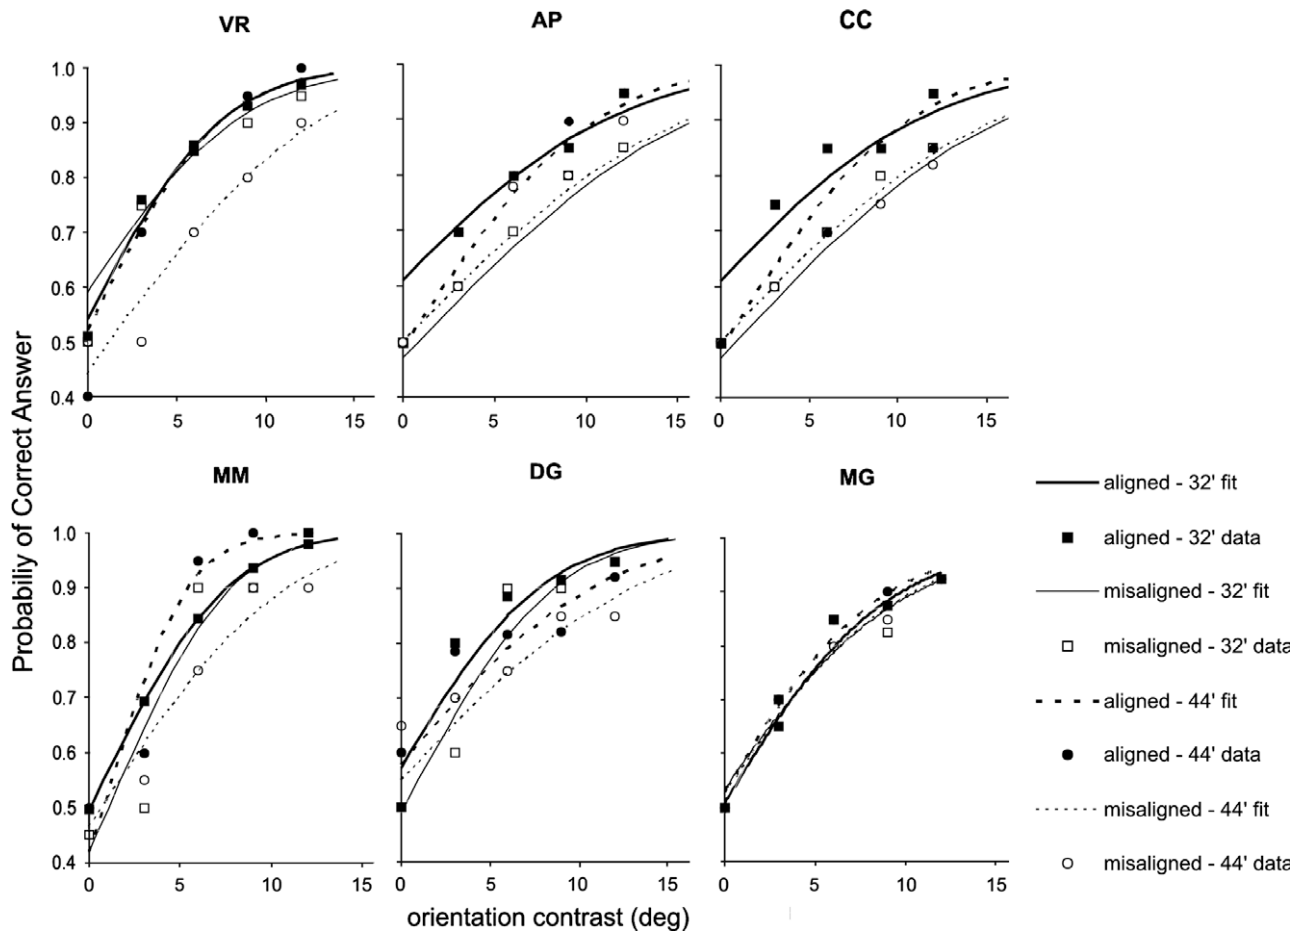 VR AP CC
1.0
0.9
0.8
0.7
0.6
0.5
0.4
0 5 10 15 0 5 10 15 0 5 10 15
Probabiliy of Correct Answer
MM DG MG
1.0
0.9
0.8
0.7
0.6
0.5
0.4
0 5 10 15 0 5 10 15 0 5 10 15
orientation contrast (deg)
aligned - 32' fit
aligned - 32' data
misaligned - 32' fit
misaligned - 32' data
aligned - 44' fit
aligned - 44' data
misaligned - 44' fit
misaligned - 44' data